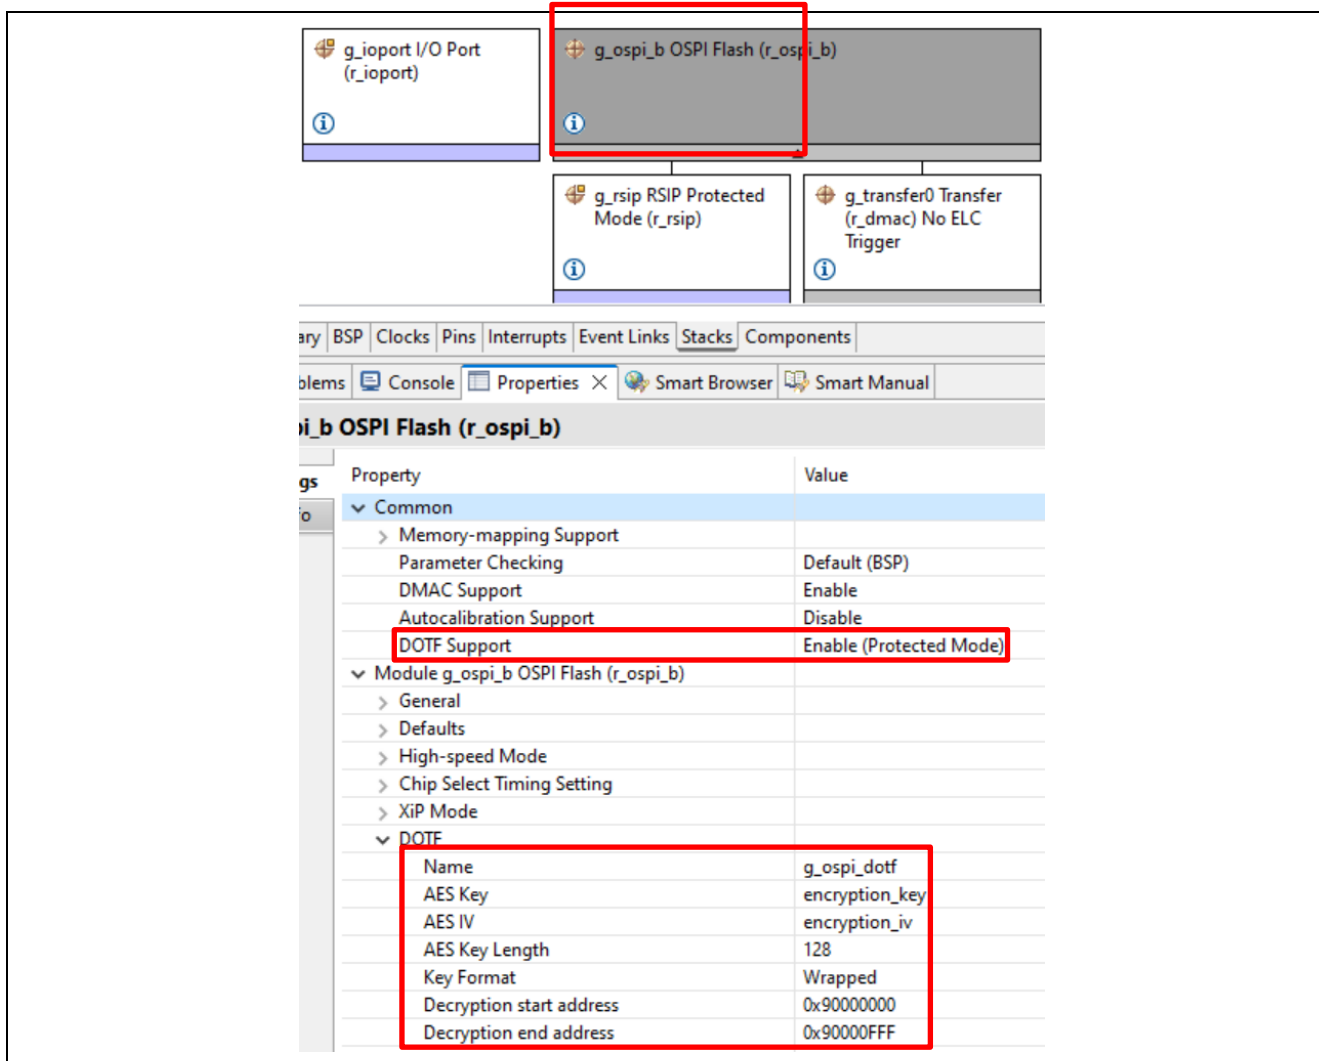 g_ioport I/O Port
(r_ioport)
g_ospi_b OSPI Flash (r_ospi_b)
g_rsip RSIP Protected
Mode (r_rsip)
g_transfer0 Transfer
(r_dmac) No ELC
Trigger
ary BSP Clocks Pins Interrupts Event Links Stacks Components
blems Console Properties Smart Browser Smart Manual
pi_b OSPI Flash (r_ospi_b)
gs Property Value
fo Common
Memory-mapping Support
Parameter Checking Default (BSP)
DMAC Support Enable
Autocalibration Support Disable
DOTF Support Enable (Protected Mode)
Module g_ospi_b OSPI Flash (r_ospi_b)
General
Defaults
High-speed Mode
Chip Select Timing Setting
XiP Mode
DOTF
Name g_ospi_dotf
AES Key encryption_key
AES IV encryption_iv
AES Key Length 128
Key Format Wrapped
Decryption start address 0x90000000
Decryption end address 0x90000FFF